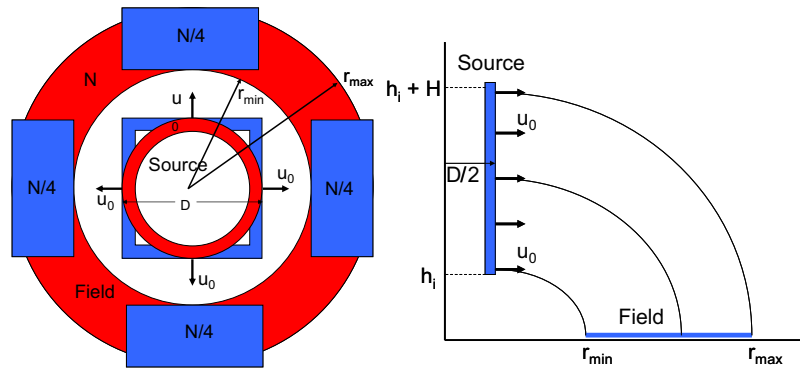 N/4
N
r_max
r_min
u
0
Source
N/4
N/4
u_0
D
u_0
u_0
Field
N/4
Source
h_i + H
u_0
D/2
u_0
h_i
Field
r_min
r_max